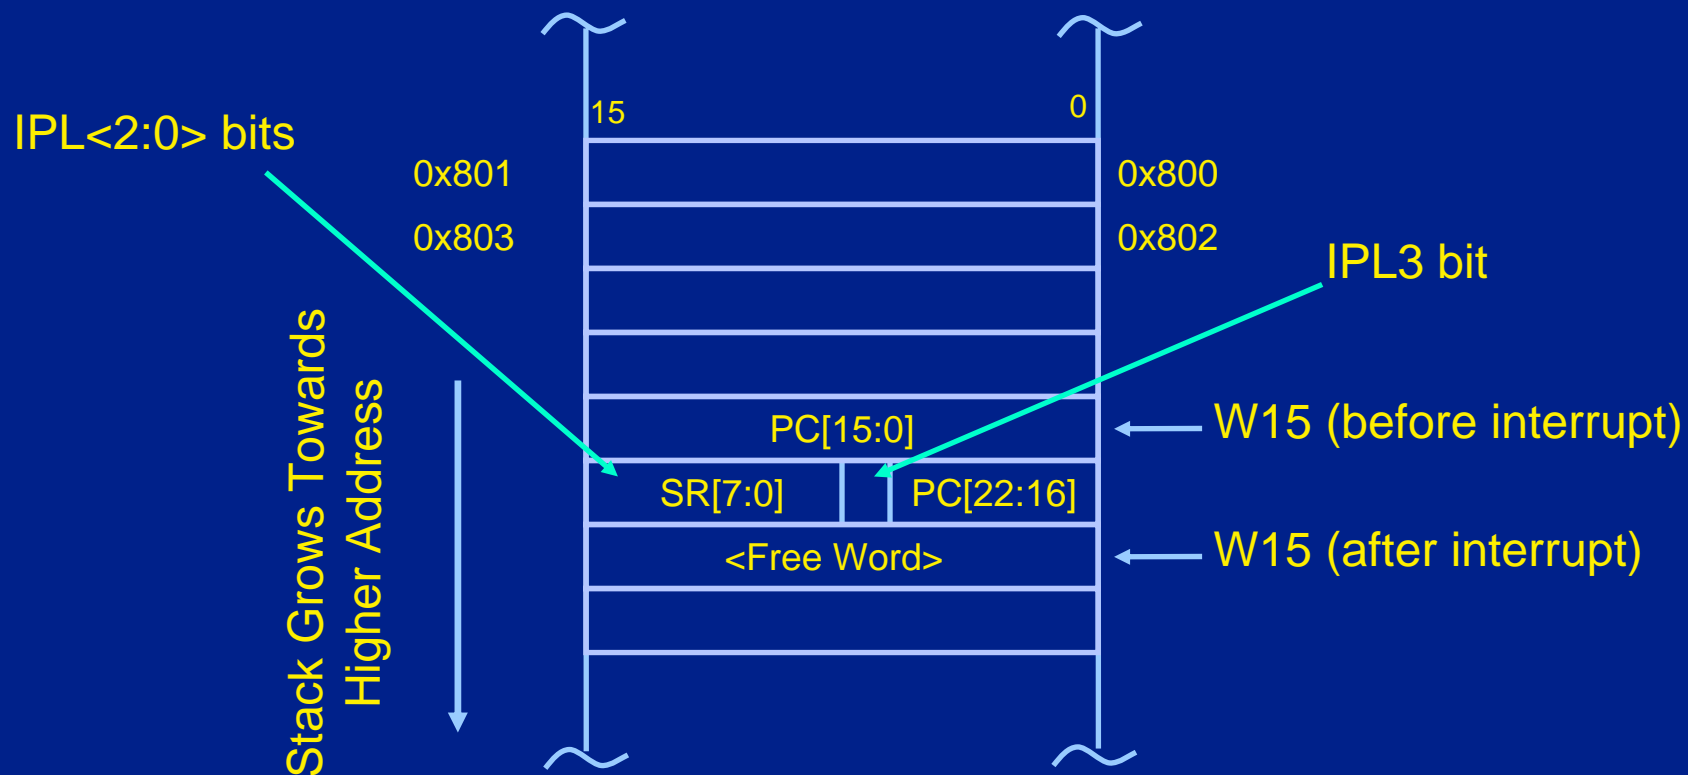 15
0
IPL<2:0> bits
0x801
0x800
0x803
0x802
IPL3 bit
Stack Grows Towards
Higher Address
PC[15:0]
W15 (before interrupt)
SR[7:0]
PC[22:16]
<Free Word>
W15 (after interrupt)